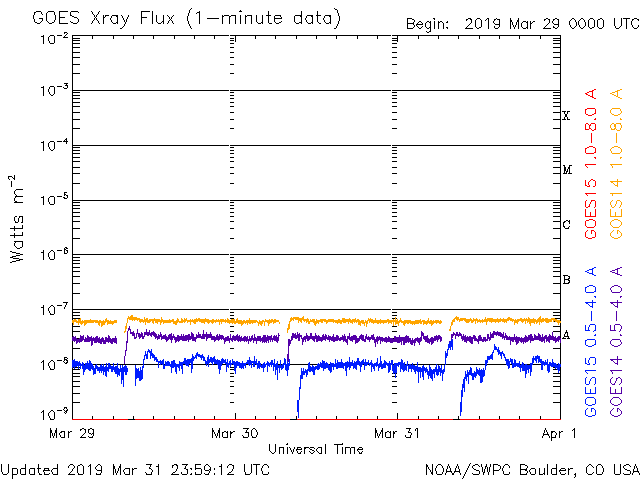 GOES Xray Flux (1-minute data)
Begin: 2019 Mar 29 0000 UTC
10⁻²
10⁻³
10⁻⁴
10⁻⁵
10⁻⁶
10⁻⁷
10⁻⁸
10⁻⁹
Watts m⁻²
X
M
C
B
A
GOES15 1.0-8.0 A
GOES14 1.0-8.0 A
GOES15 0.5-4.0 A
GOES14 0.5-4.0 A
Mar 29 Mar 30 Mar 31 Apr 1
Universal Time
Updated 2019 Mar 31 23:59:12 UTC
NOAA/SWPC Boulder, CO USA